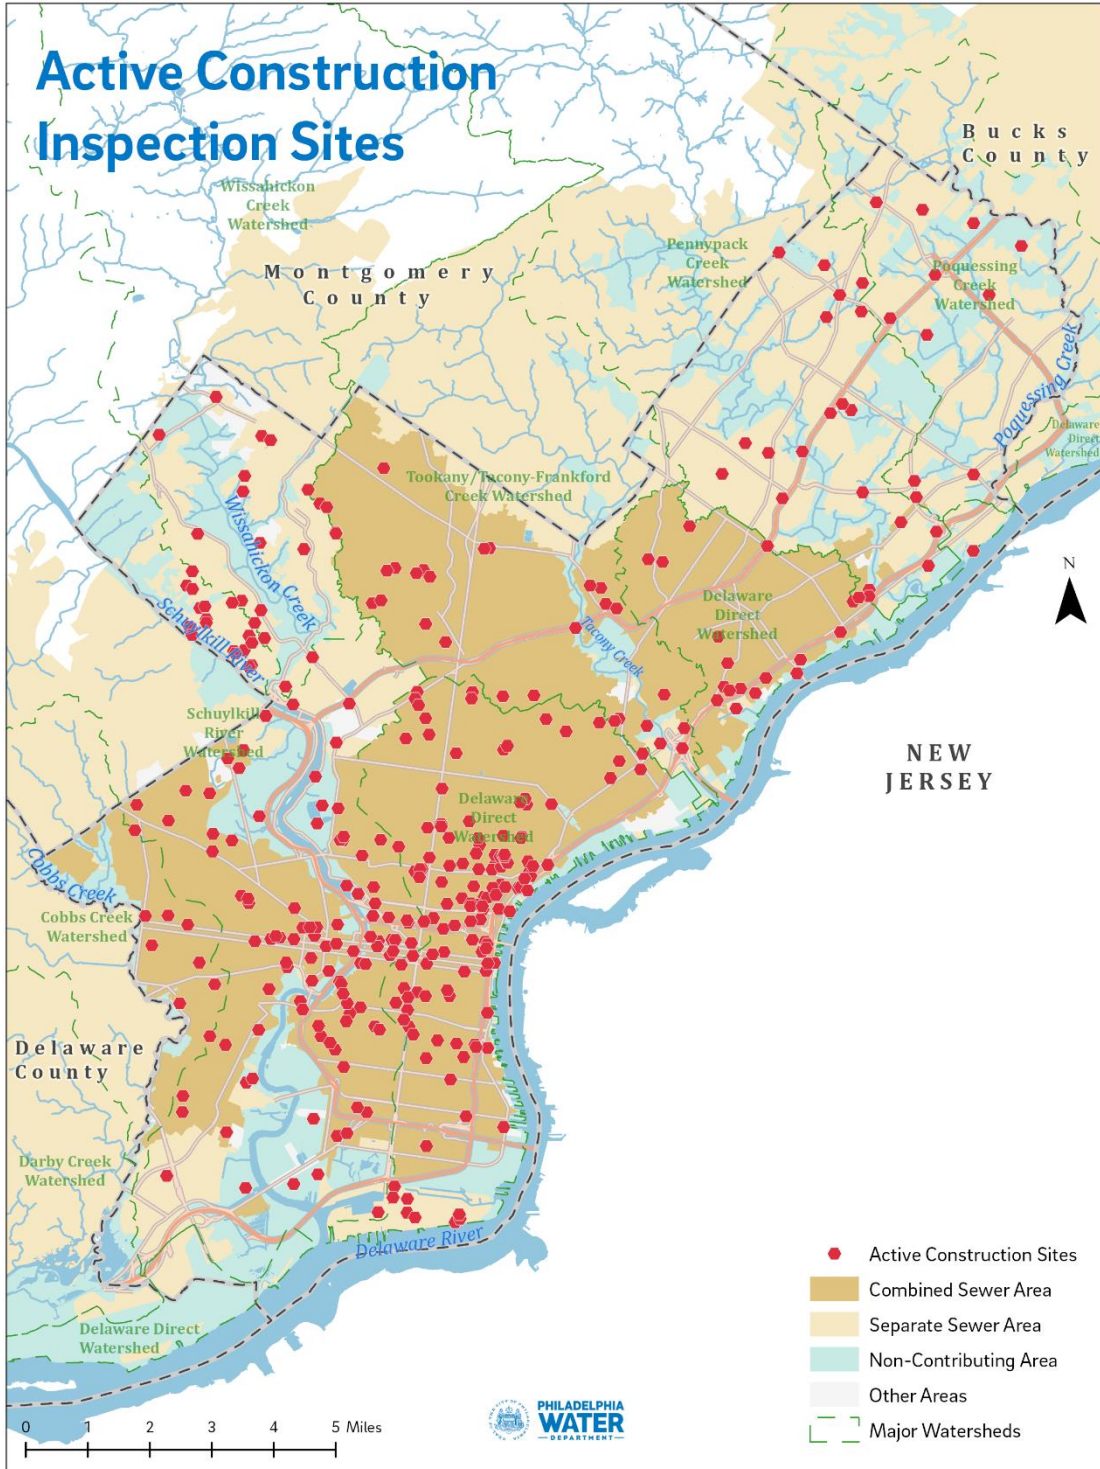 Active Construction
Inspection Sites
Bucks
County
Wissahickon
Creek
Watershed
Montgomery
County
Pennypack
Creek
Watershed
Poquessing
Creek
Watershed
Poquessing Creek
Delaware
Direct
Watershed
Tookany/Tacony-Frankford
Creek Watershed
Wissahickon Creek
N
Schuylkill River
Delaware
Direct
Watershed
Tacony Creek
Schuylkill
River
Watershed
NEW
JERSEY
Delaware
Direct
Watershed
Cobbs Creek
Cobbs Creek
Watershed
Delaware
County
Darby Creek
Watershed
Delaware River
Delaware Direct
Watershed
Active Construction Sites
Combined Sewer Area
Separate Sewer Area
Non-Contributing Area
Other Areas
Major Watersheds
0 1 2 3 4 5 Miles
PHILADELPHIA
WATER
DEPARTMENT